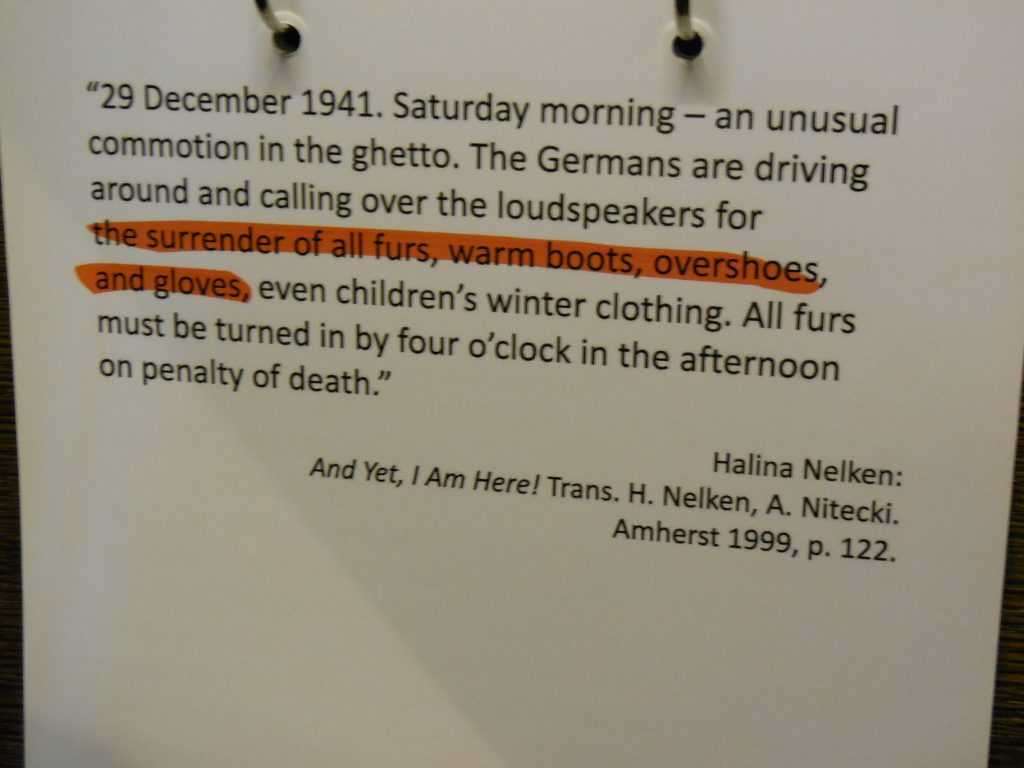 “29 December 1941. Saturday morning – an unusual
commotion in the ghetto. The Germans are driving
around and calling over the loudspeakers for
the surrender of all furs, warm boots, overshoes,
and gloves, even children’s winter clothing. All furs
must be turned in by four o’clock in the afternoon
on penalty of death.”
Halina Nelken:
And Yet, I Am Here! Trans. H. Nelken, A. Nitecki.
Amherst 1999, p. 122.